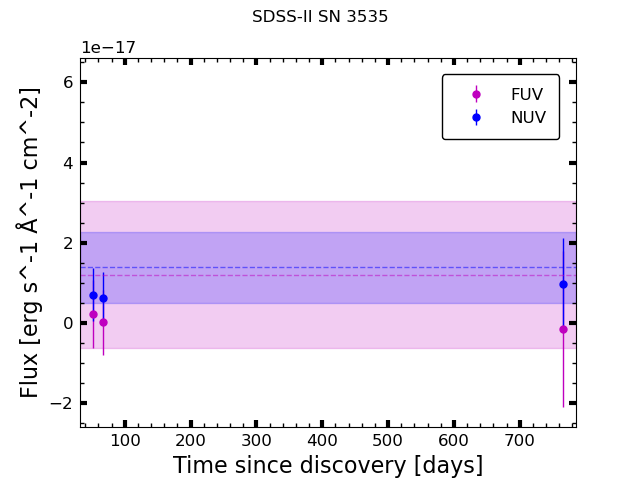 SDSS-II SN 3535
1e−17
FUV
NUV
6
4
2
0
−2
Flux [erg s^-1 Å^-1 cm^-2]
100 200 300 400 500 600 700
Time since discovery [days]